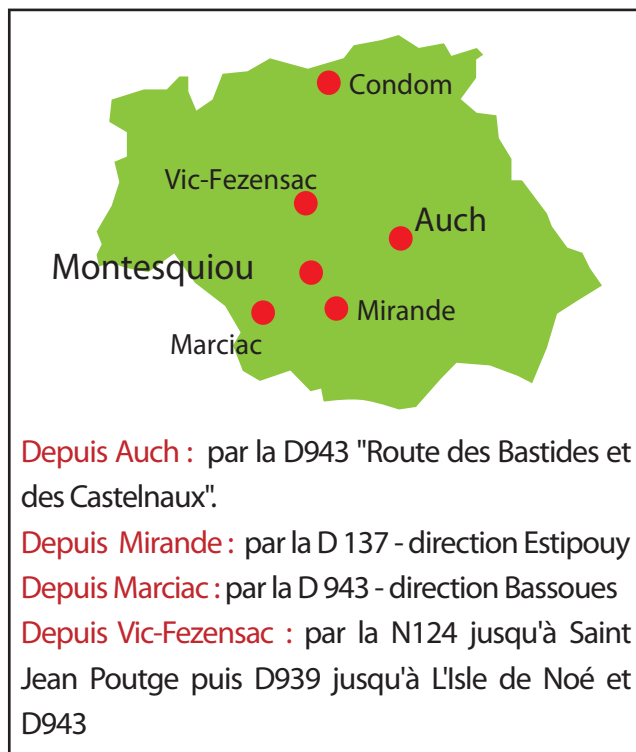 Condom
Vic-Fezensac
Auch
Montesquiou
Mirande
Marciac
Depuis Auch : par la D943 "Route des Bastides et
des Castelnaux".
Depuis Mirande : par la D 137 - direction Estipouy
Depuis Marciac : par la D 943 - direction Bassoues
Depuis Vic-Fezensac : par la N124 jusqu'à Saint
Jean Poutge puis D939 jusqu'à L'Isle de Noé et
D943